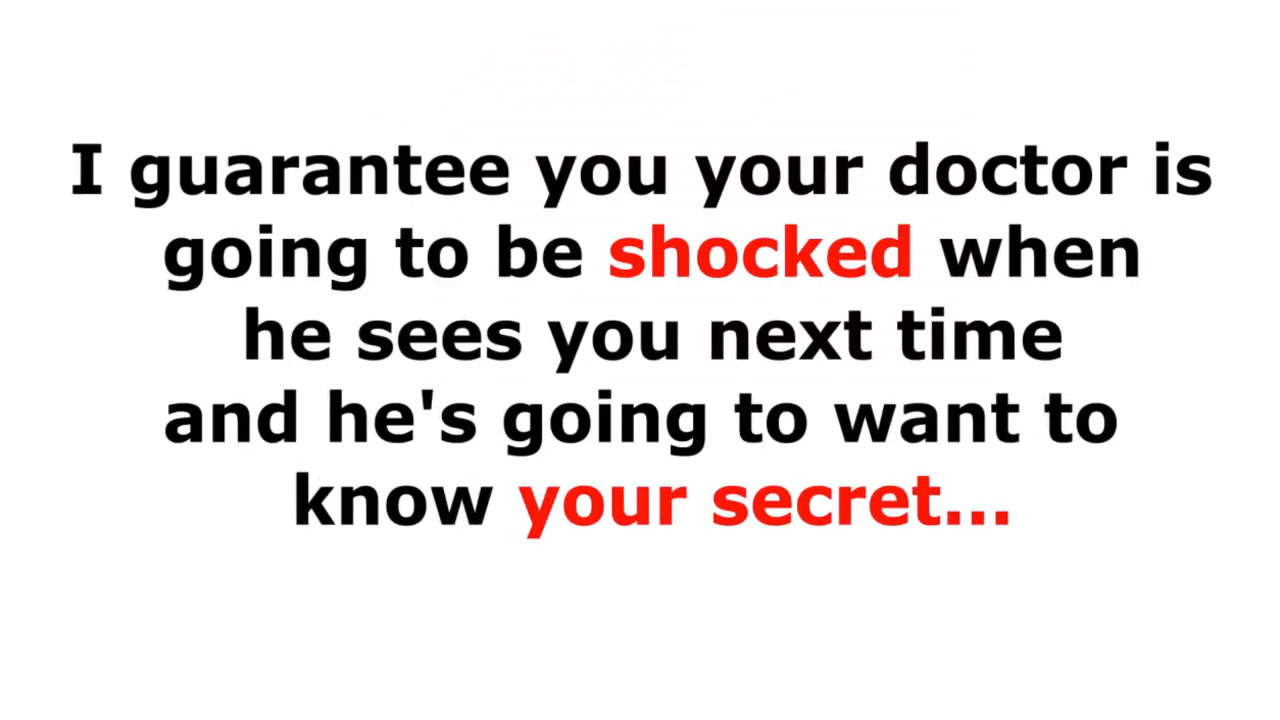 I guarantee you your doctor is
going to be shocked when
he sees you next time
and he's going to want to
know your secret...